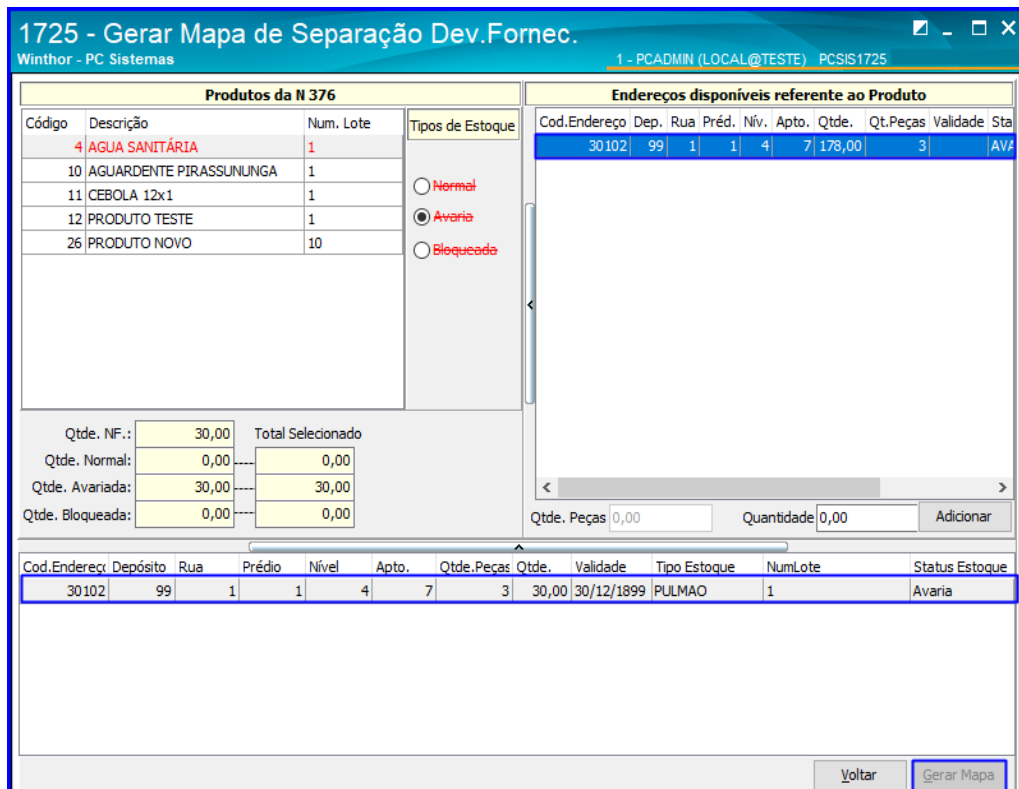 1725 - Gerar Mapa de Separação Dev.Fornec.
Winthor - PC Sistemas
1 - PCADMIN (LOCAL@TESTE) PCSIS1725
Produtos da N 376
Código Descrição Num. Lote
4 AGUA SANITÁRIA 1
10 AGUARDENTE PIRASSUNUNGA 1
11 CEBOLA 12x1 1
12 PRODUTO TESTE 1
26 PRODUTO NOVO 10
Tipos de Estoque
Normal
Avaria
Bloqueada
Endereços disponíveis referente ao Produto
Cod.Endereço Dep. Rua Préd. Nív. Apto. Qtde. Qt.Peças Validade Sta
30102 99 1 1 4 7 178,00 3 AVA
Qtde. NF.: 30,00 Total Selecionado
Qtde. Normal: 0,00 ---- 0,00
Qtde. Avariada: 30,00 ---- 30,00
Qtde. Bloqueada: 0,00 ---- 0,00
Qtde. Peças 0,00 Quantidade 0,00 Adicionar
Cod.Endereç Depósito Rua Prédio Nível Apto. Qtde.Peças Qtde. Validade Tipo Estoque NumLote Status Estoque
30102 99 1 1 4 7 3 30,00 30/12/1899 PULMAO 1 Avaria
Voltar Gerar Mapa